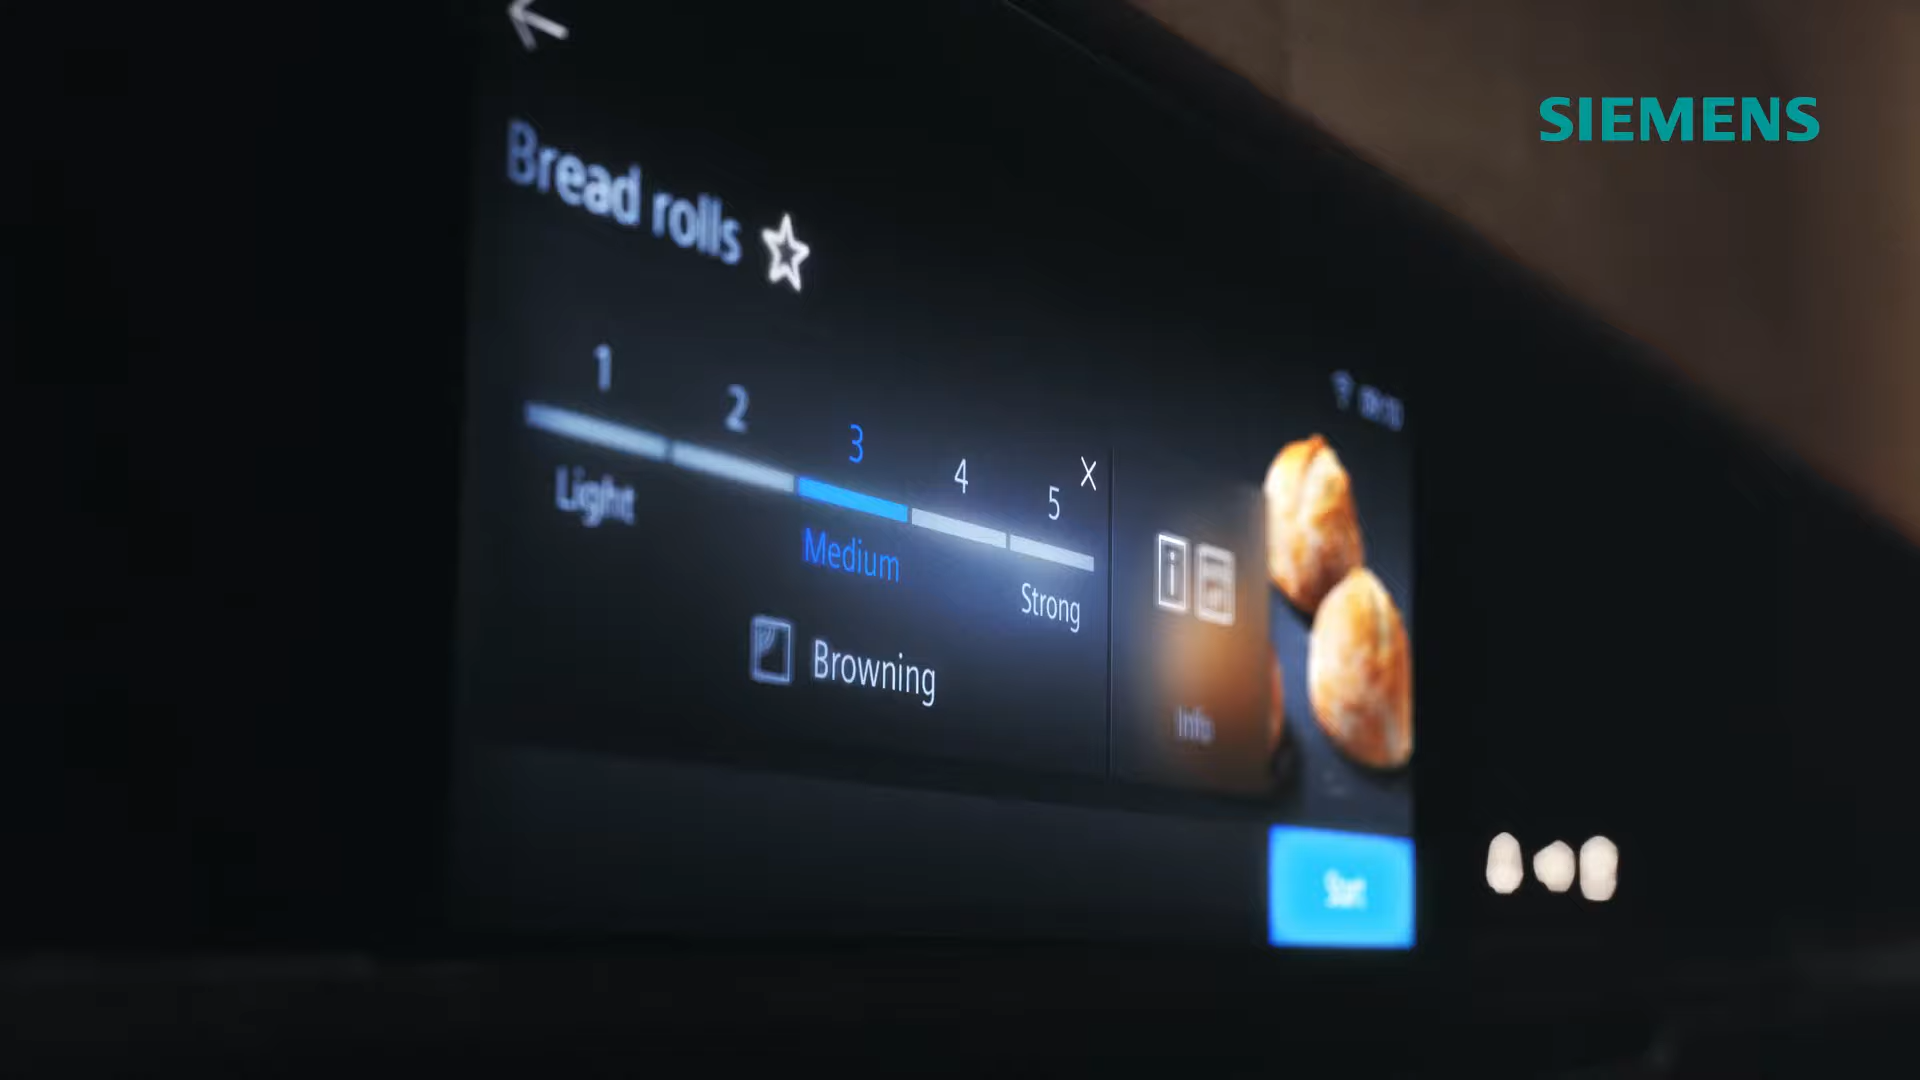 SIEMENS
Bread rolls
1 2 3 4 5 X
Light Medium Strong
Browning
Info
Start